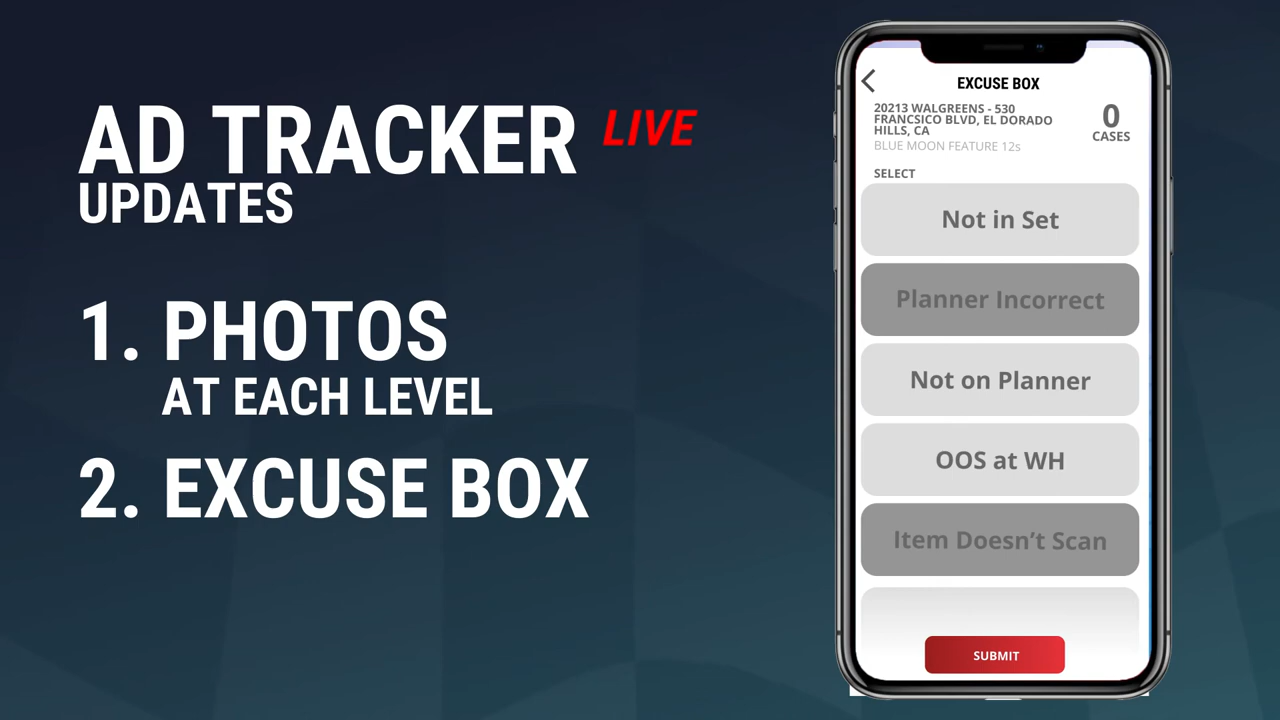 AD TRACKER LIVE
UPDATES
1. PHOTOS
AT EACH LEVEL
2. EXCUSE BOX
EXCUSE BOX
20213 WALGREENS - 530
FRANCSICO BLVD, EL DORADO
HILLS, CA
BLUE MOON FEATURE 12s
0
CASES
SELECT
Not in Set
Planner Incorrect
Not on Planner
OOS at WH
Item Doesn’t Scan
SUBMIT